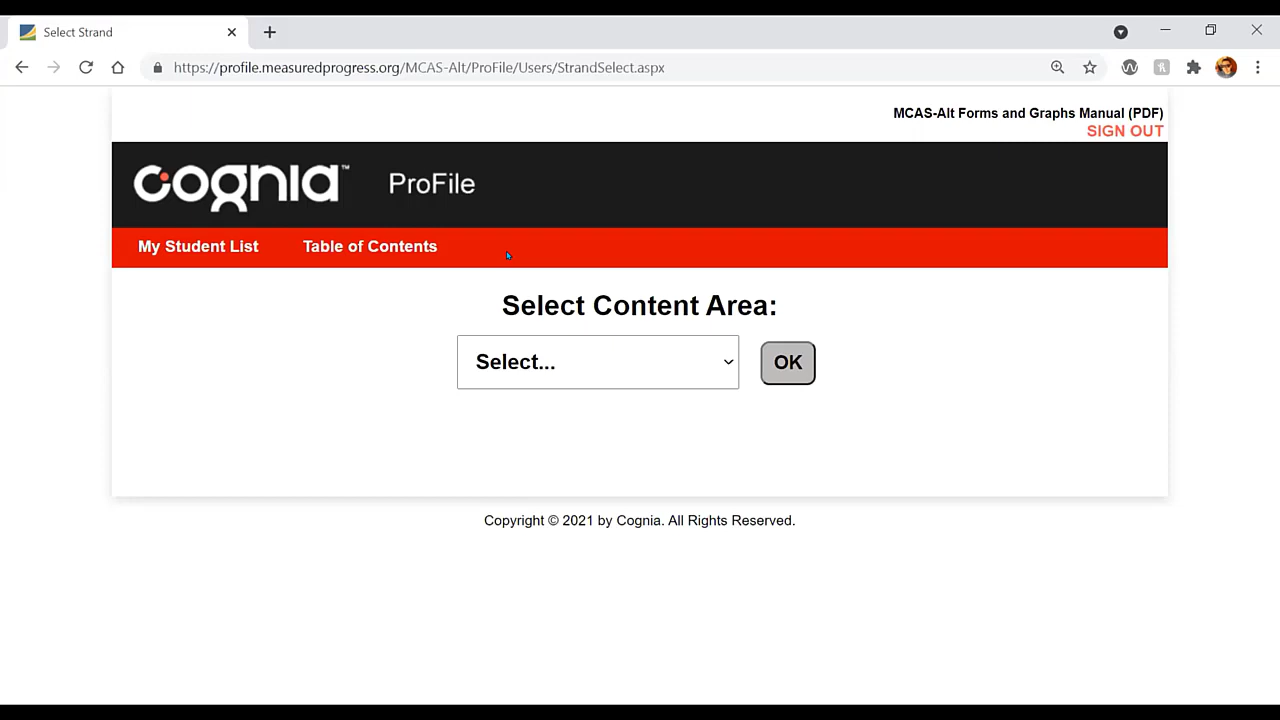 Select Strand
https://profile.measuredprogress.org/MCAS-Alt/ProFile/Users/StrandSelect.aspx
MCAS-Alt Forms and Graphs Manual (PDF)
SIGN OUT
cognia™ ProFile
My Student List Table of Contents
Select Content Area:
Select... OK
Copyright © 2021 by Cognia. All Rights Reserved.